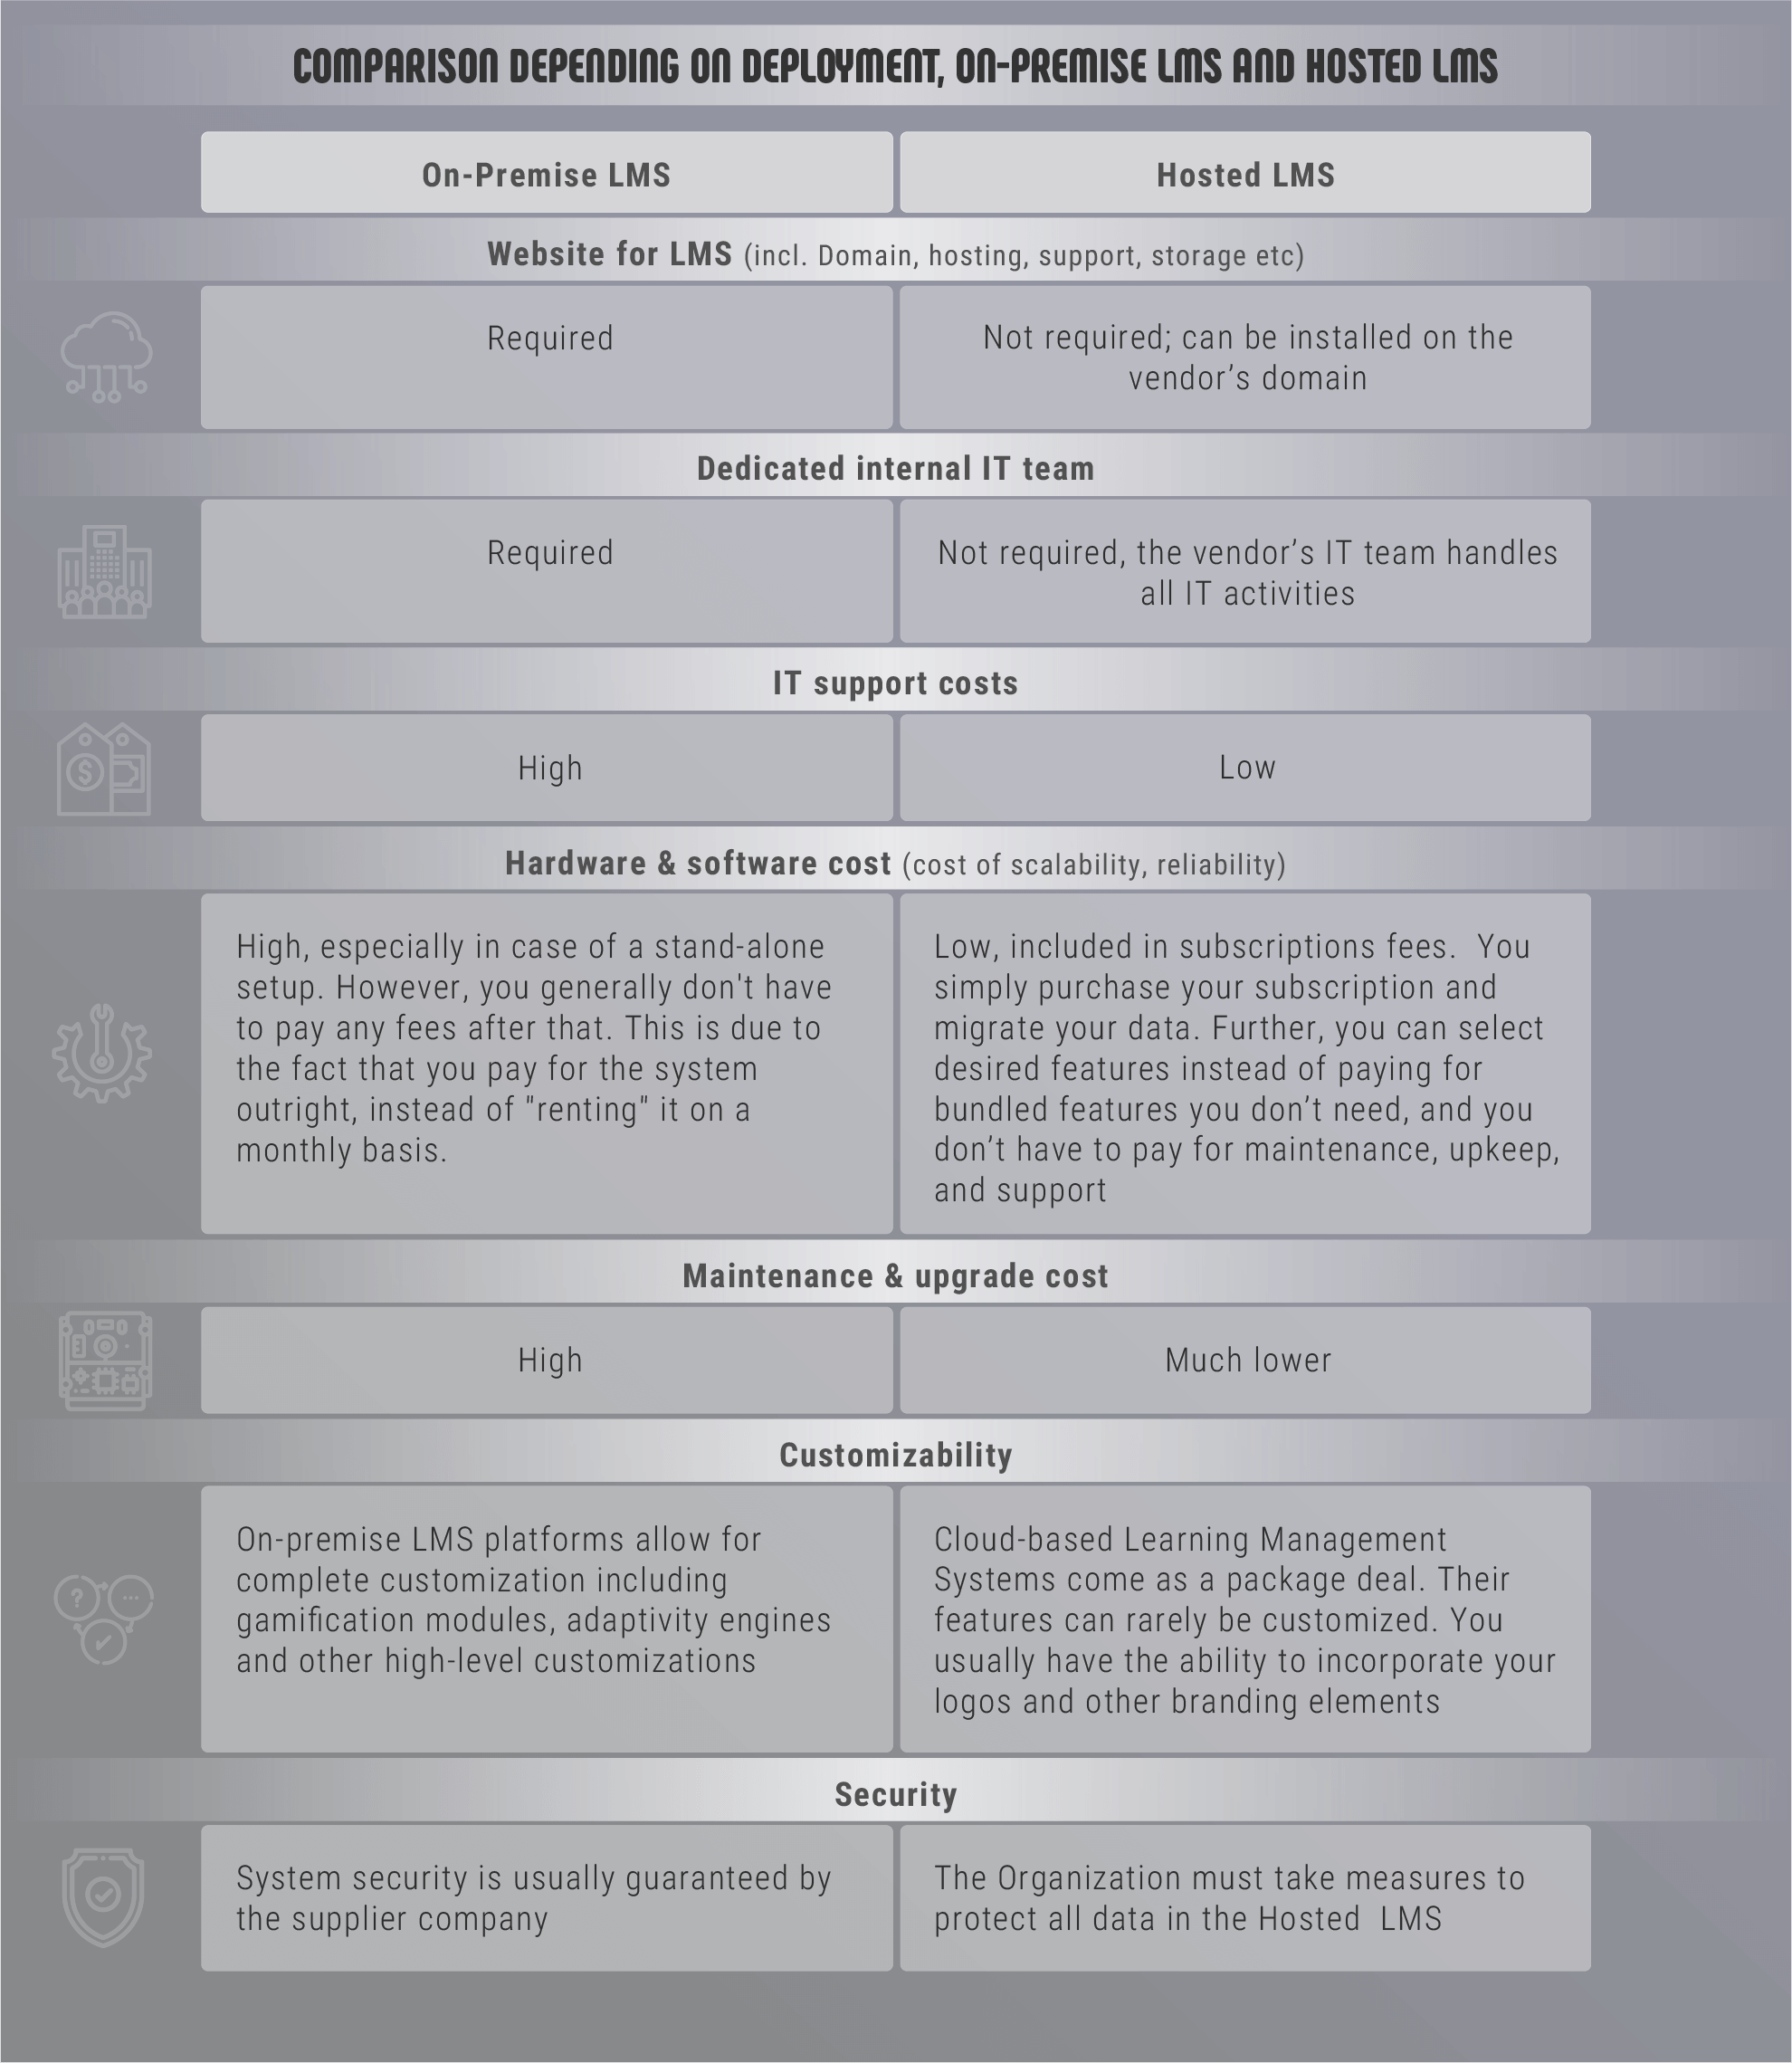 COMPARISON DEPENDING ON DEPLOYMENT, ON-PREMISE LMS AND HOSTED LMS
On-Premise LMS
Hosted LMS
Website for LMS (incl. Domain, hosting, support, storage etc)
Required
Not required; can be installed on the
vendor’s domain
Dedicated internal IT team
Required
Not required, the vendor’s IT team handles
all IT activities
IT support costs
High
Low
Hardware & software cost (cost of scalability, reliability)
High, especially in case of a stand-alone
setup. However, you generally don't have
to pay any fees after that. This is due to
the fact that you pay for the system
outright, instead of "renting" it on a
monthly basis.
Low, included in subscriptions fees.  You
simply purchase your subscription and
migrate your data. Further, you can select
desired features instead of paying for
bundled features you don’t need, and you
don’t have to pay for maintenance, upkeep,
and support
Maintenance & upgrade cost
High
Much lower
Customizability
On-premise LMS platforms allow for
complete customization including
gamification modules, adaptivity engines
and other high-level customizations
Cloud-based Learning Management
Systems come as a package deal. Their
features can rarely be customized. You
usually have the ability to incorporate your
logos and other branding elements
Security
System security is usually guaranteed by
the supplier company
The Organization must take measures to
protect all data in the Hosted  LMS